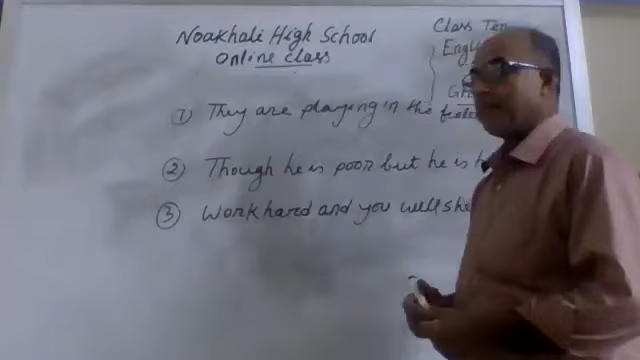 Noakhali High School
Online class
Class Ten
① They are playing in the field
② Though he is poor but he is
③ Work hard and you will